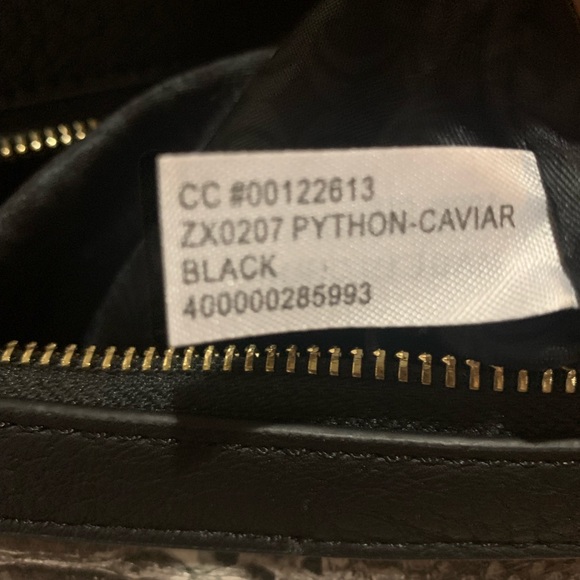 CC #00122613
ZX0207 PYTHON-CAVIAR
BLACK
400000285993